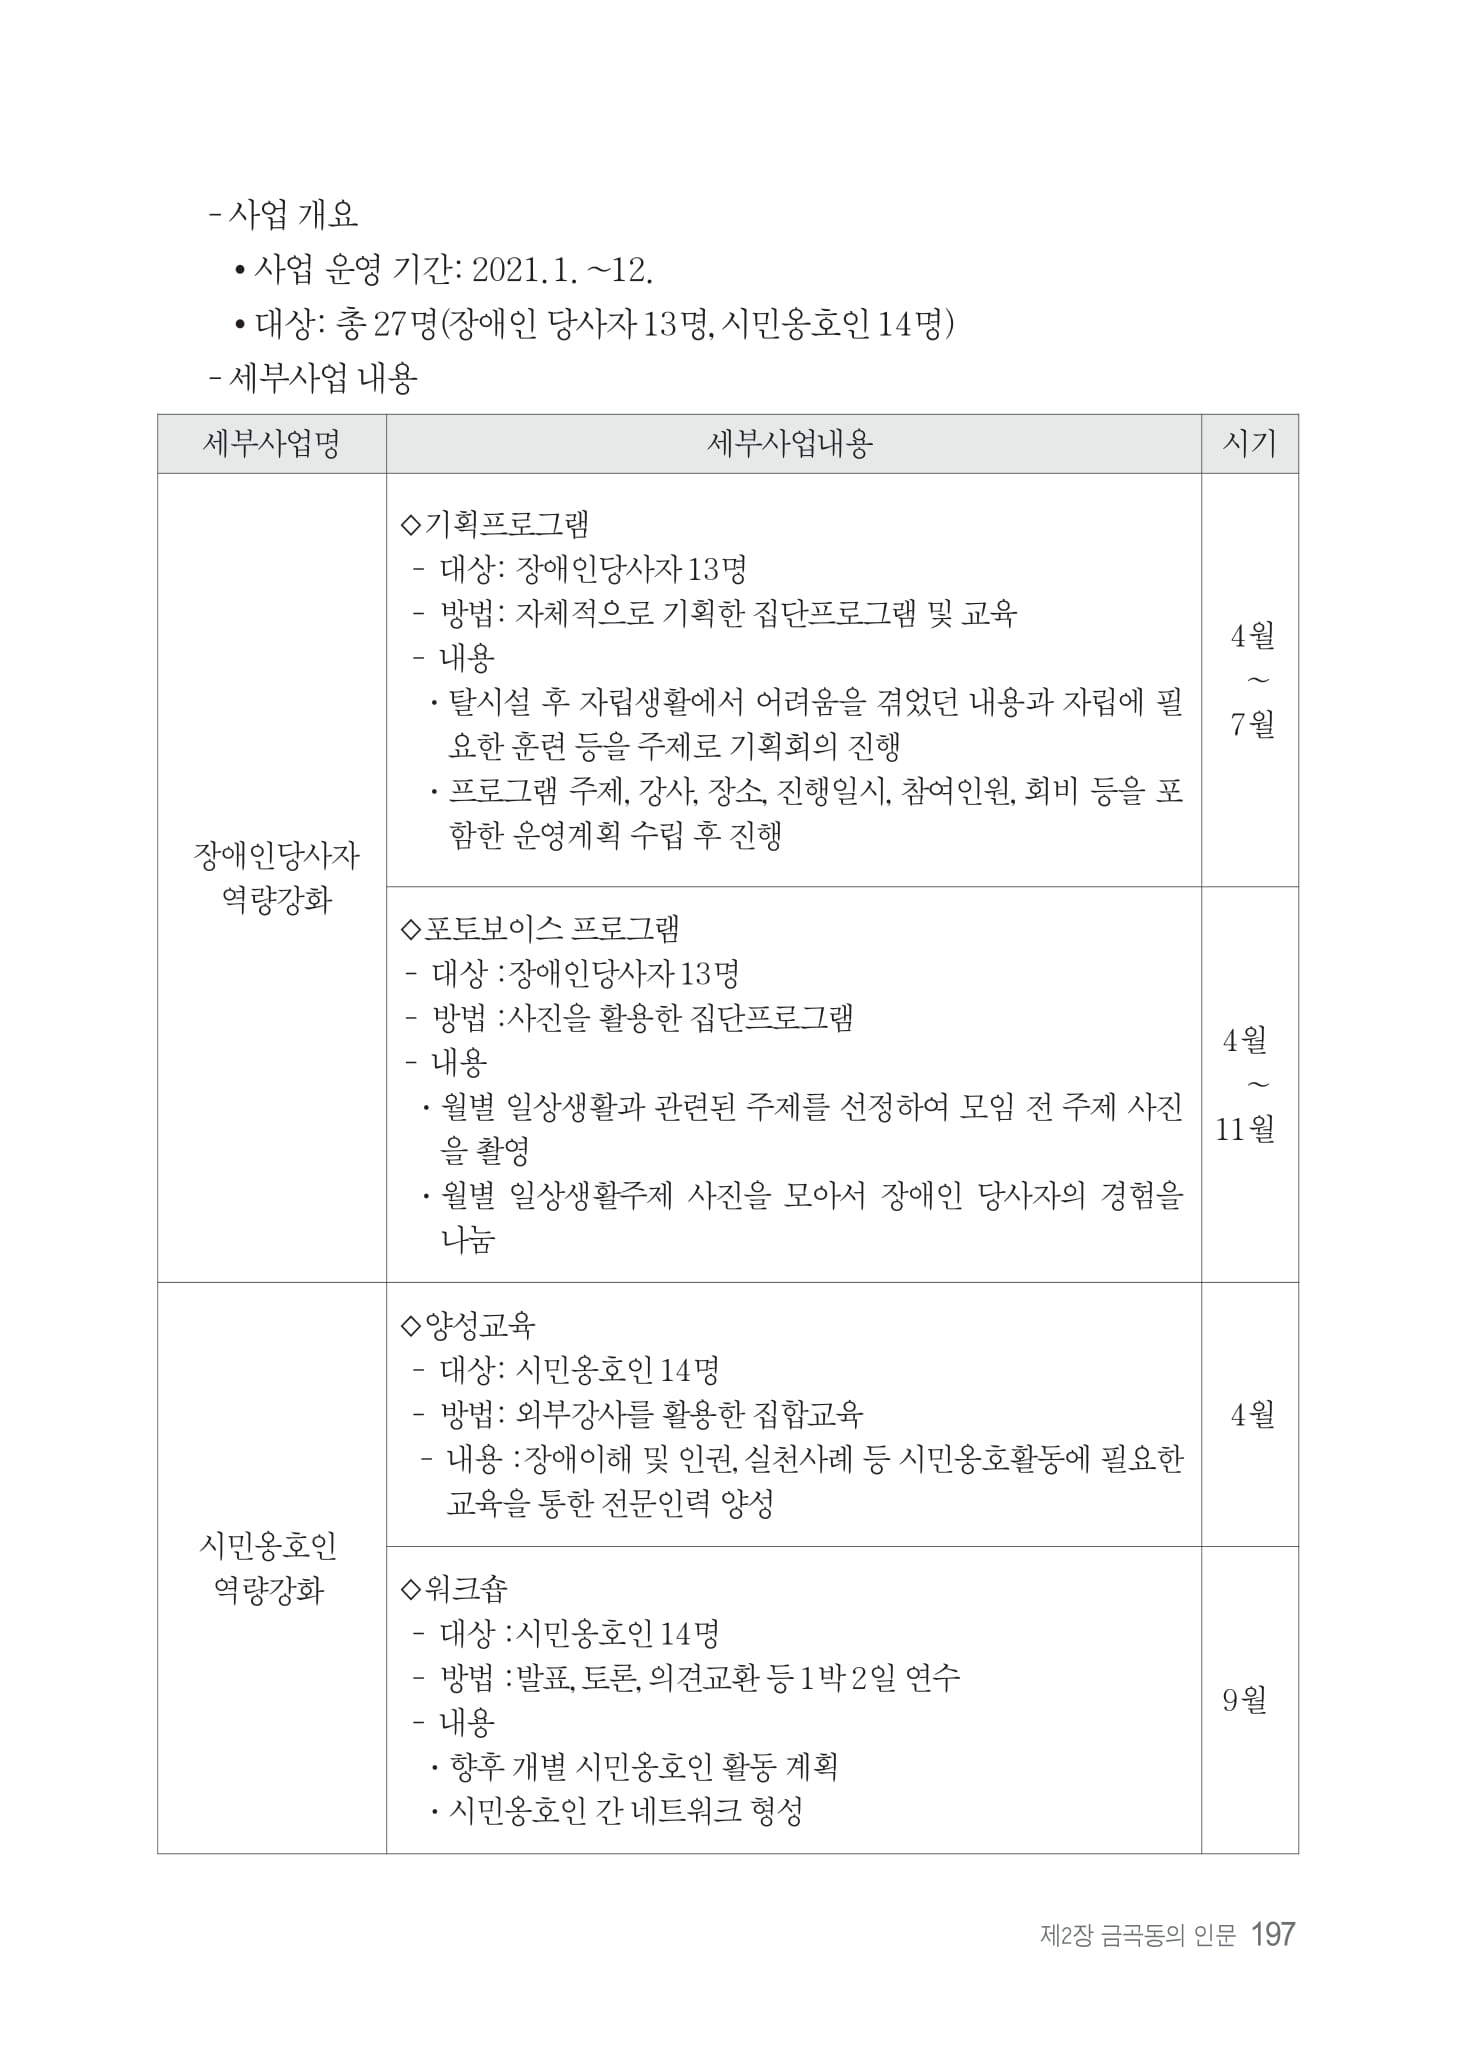 - 사업 개요
• 사업 운영 기간: 2021. 1. ~12.
• 대상: 총 27명(장애인 당사자 13명, 시민옹호인 14명)
- 세부사업 내용
세부사업명 세부사업내용 시기
장애인당사자
역량강화
◇기획프로그램
- 대상: 장애인당사자 13명
- 방법: 자체적으로 기획한 집단프로그램 및 교육
- 내용
· 탈시설 후 자립생활에서 어려움을 겪었던 내용과 자립에 필
요한 훈련 등을 주제로 기획회의 진행
· 프로그램 주제, 강사, 장소, 진행일시, 참여인원, 회비 등을 포
함한 운영계획 수립 후 진행
4월
~
7월
◇포토보이스 프로그램
- 대상 :장애인당사자 13명
- 방법 :사진을 활용한 집단프로그램
- 내용
· 월별 일상생활과 관련된 주제를 선정하여 모임 전 주제 사진
을 촬영
· 월별 일상생활주제 사진을 모아서 장애인 당사자의 경험을
나눔
4월
~
11월
시민옹호인
역량강화
◇양성교육
- 대상: 시민옹호인 14명
- 방법: 외부강사를 활용한 집합교육
- 내용 :장애이해 및 인권, 실천사례 등 시민옹호활동에 필요한
교육을 통한 전문인력 양성
4월
◇워크숍
- 대상 :시민옹호인 14명
- 방법 :발표, 토론, 의견교환 등 1박 2일 연수
- 내용
· 향후 개별 시민옹호인 활동 계획
· 시민옹호인 간 네트워크 형성
9월
제2장 금곡동의 인문 197